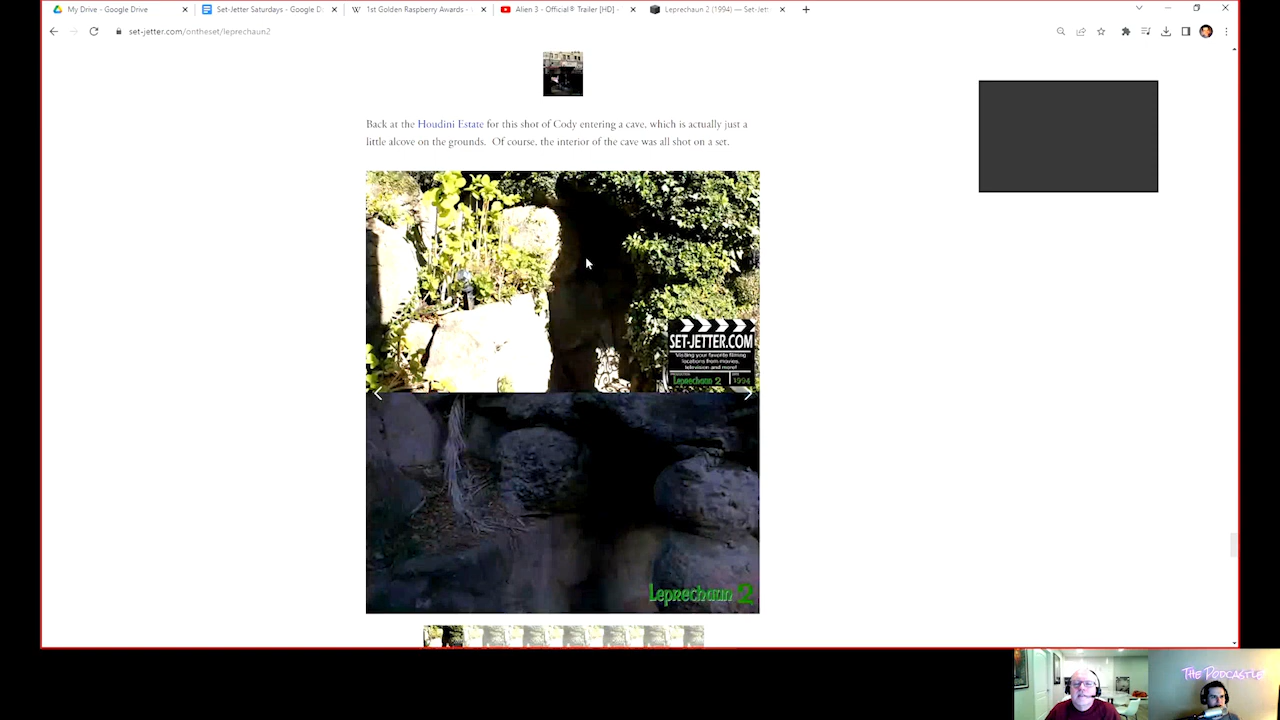 My Drive - Google Drive
Set-Jetter Saturdays - Google D
1st Golden Raspberry Awards -
Alien 3 - Official® Trailer [HD] -
Leprechaun 2 (1994) — Set-Jet
set-jetter.com/ontheset/leprechaun2
Back at the Houdini Estate for this shot of Cody entering a cave, which is actually just a
little alcove on the grounds. Of course, the interior of the cave was all shot on a set.
SET-JETTER.COM
Visiting your favorite filming
locations from movies,
television and more!
Leprechaun 2 1994
Leprechaun 2
The Podcastle